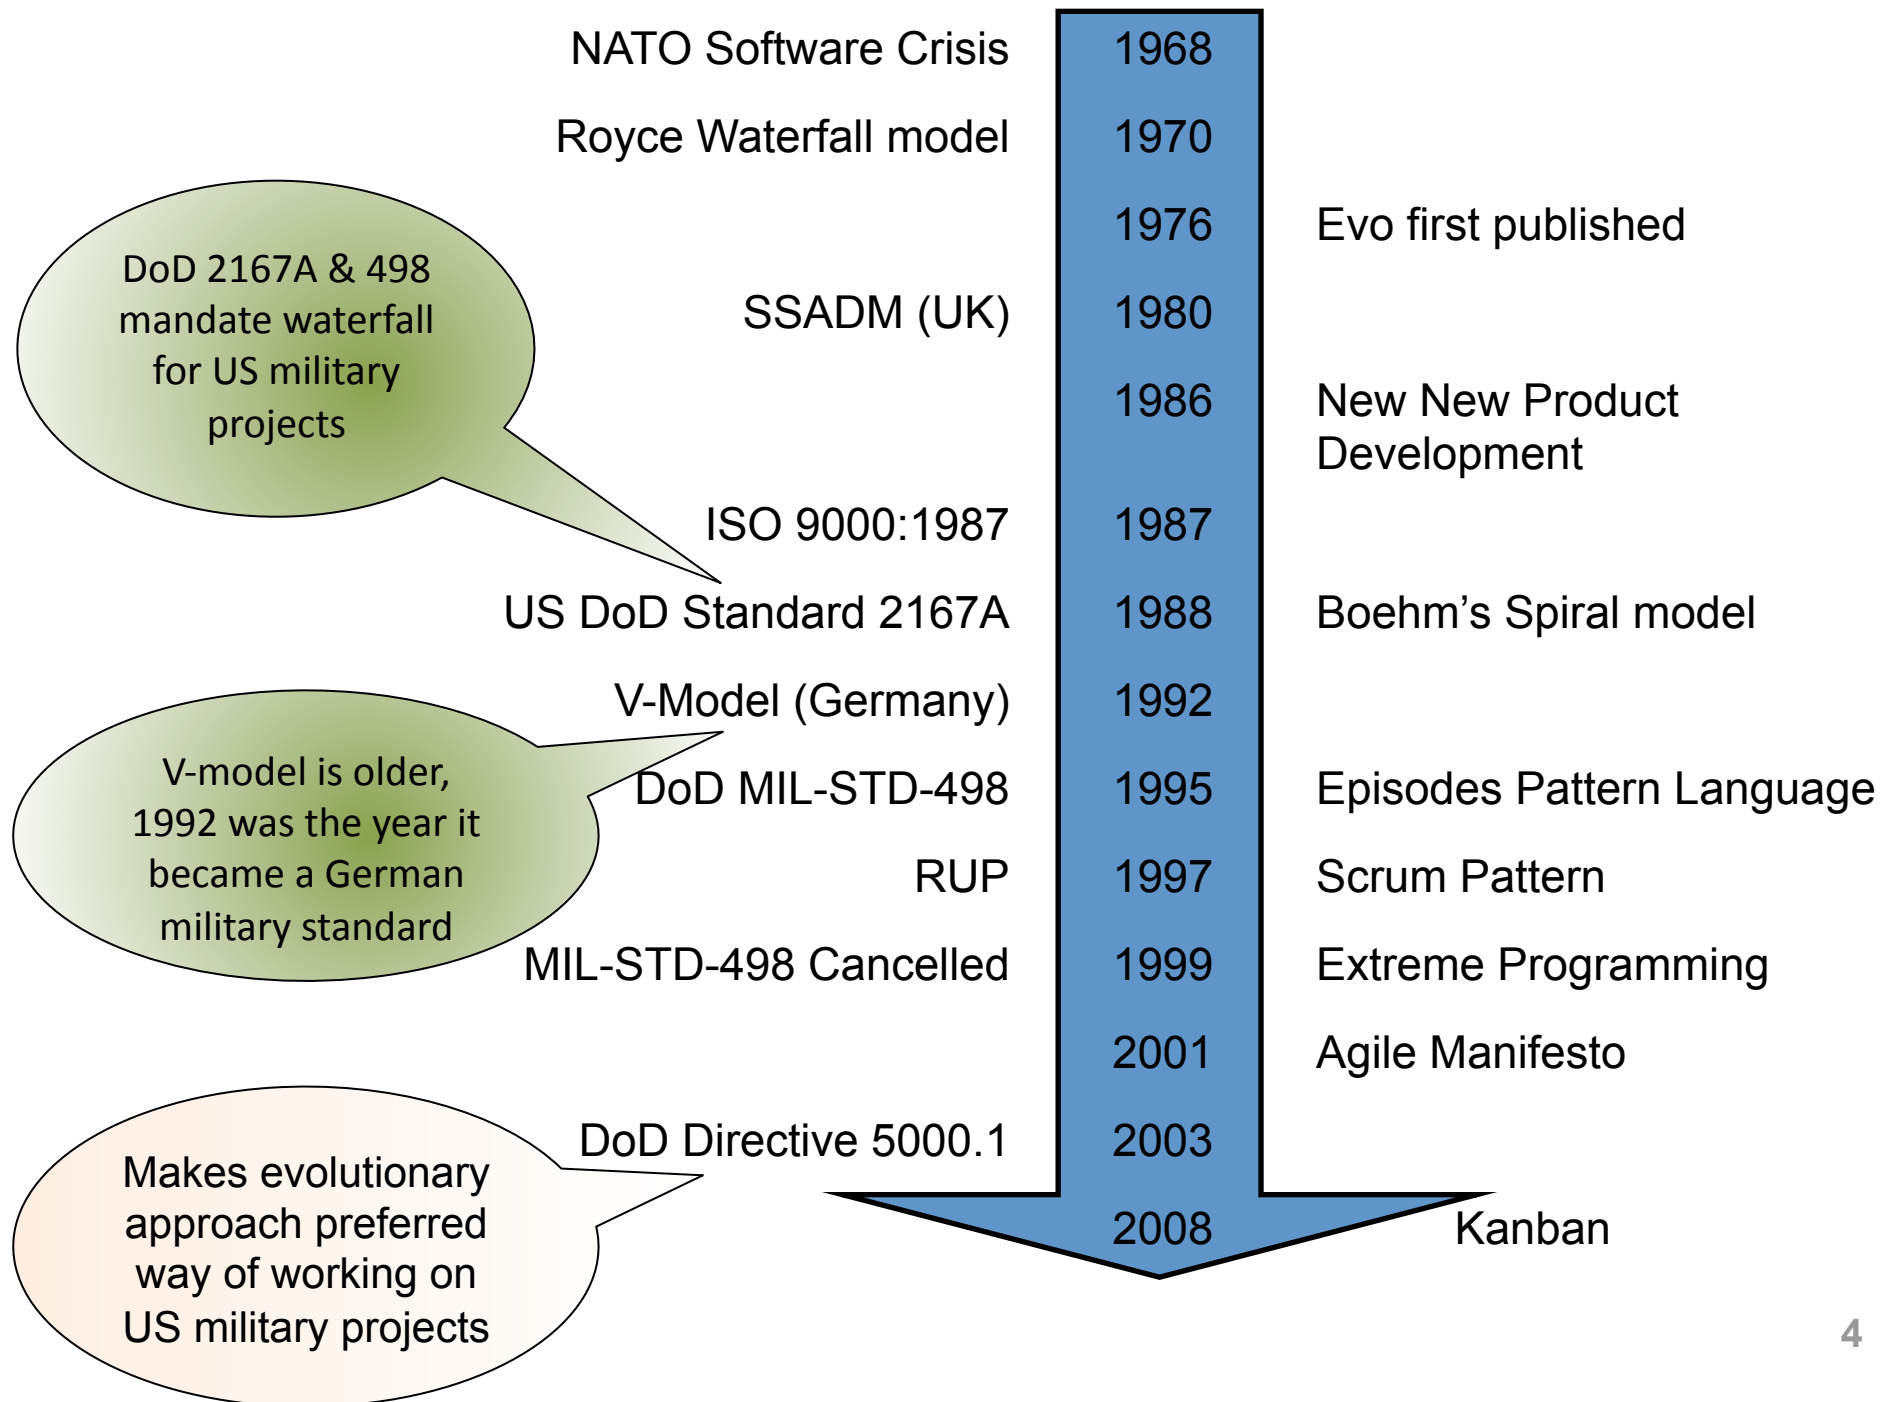 NATO Software Crisis 1968
Royce Waterfall model 1970
1976 Evo first published
DoD 2167A & 498
mandate waterfall
for US military
projects
SSADM (UK) 1980
1986 New New Product
Development
ISO 9000:1987 1987
US DoD Standard 2167A 1988 Boehm’s Spiral model
V-Model (Germany) 1992
V-model is older,
1992 was the year it
became a German
military standard
DoD MIL-STD-498 1995 Episodes Pattern Language
RUP 1997 Scrum Pattern
MIL-STD-498 Cancelled 1999 Extreme Programming
2001 Agile Manifesto
DoD Directive 5000.1 2003
Makes evolutionary
approach preferred
way of working on
US military projects
2008 Kanban
4